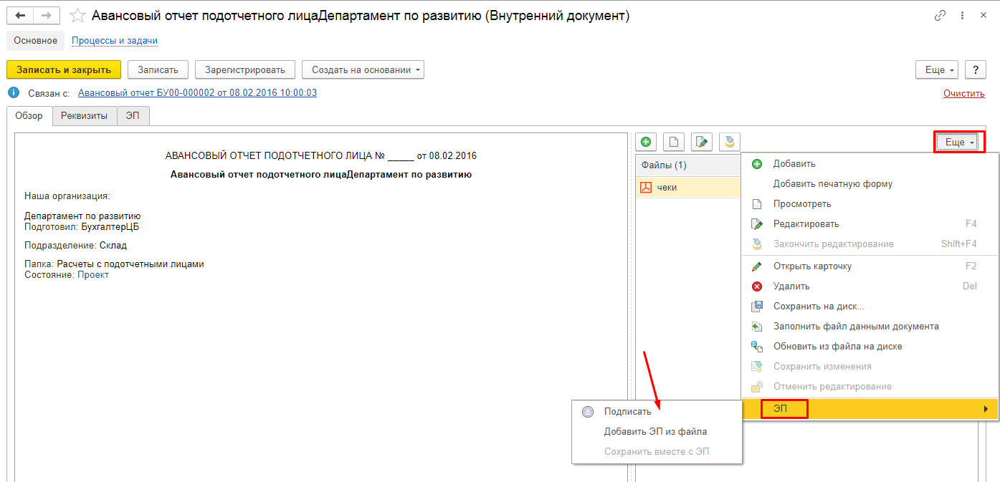 Авансовый отчет подотчетного лицаДепартамент по развитию (Внутренний документ)
Основное Процессы и задачи
Записать и закрыть Записать Зарегистрировать Создать на основании Еще ?
Связан с: Авансовый отчет БУ00-000002 от 08.02.2016 10:00:03 Очистить
Обзор Реквизиты ЭП
АВАНСОВЫЙ ОТЧЕТ ПОДОТЧЕТНОГО ЛИЦА № _____ от 08.02.2016
Авансовый отчет подотчетного лицаДепартамент по развитию
Наша организация:
Департамент по развитию
Подготовил: БухгалтерЦБ
Подразделение: Склад
Папка: Расчеты с подотчетными лицами
Состояние: Проект
Еще
Файлы (1)
чеки
Добавить
Добавить печатную форму
Просмотреть
Редактировать F4
Закончить редактирование Shift+F4
Открыть карточку F2
Удалить Del
Сохранить на диск...
Заполнить файл данными документа
Обновить из файла на диске
Сохранить изменения
Отменить редактирование
ЭП
Подписать
Добавить ЭП из файла
Сохранить вместе с ЭП